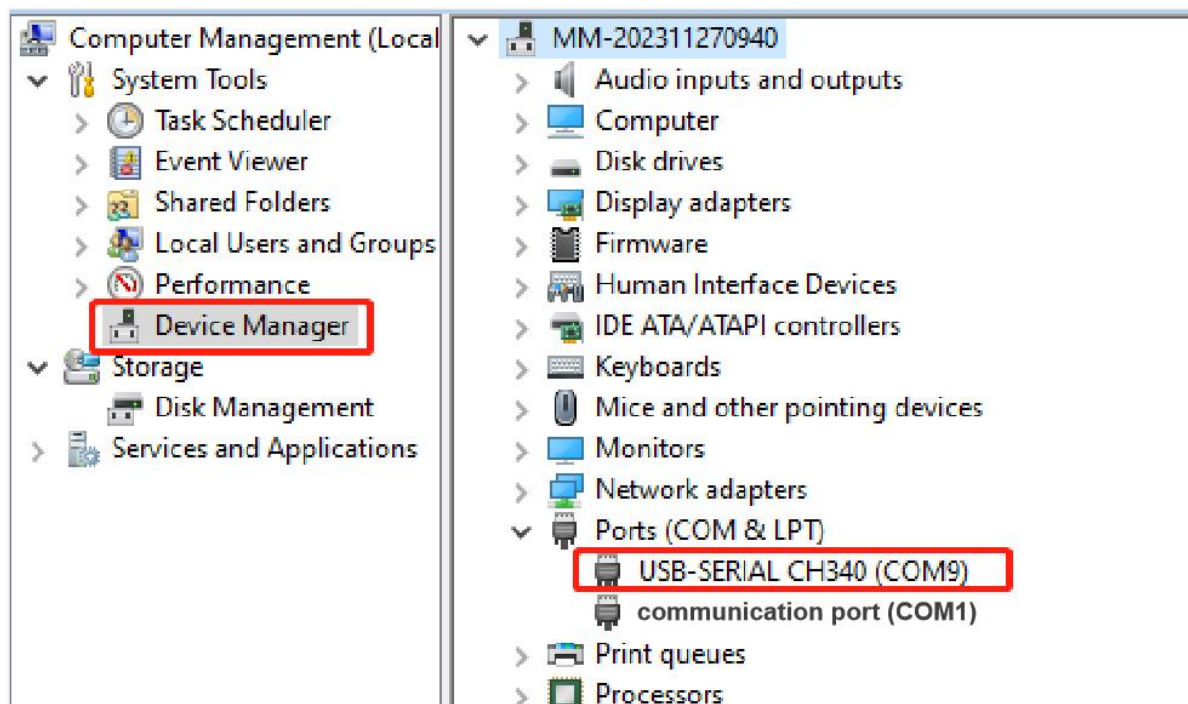 Computer Management (Local
System Tools
Task Scheduler
Event Viewer
Shared Folders
Local Users and Groups
Performance
Device Manager
Storage
Disk Management
Services and Applications
MM-202311270940
Audio inputs and outputs
Computer
Disk drives
Display adapters
Firmware
Human Interface Devices
IDE ATA/ATAPI controllers
Keyboards
Mice and other pointing devices
Monitors
Network adapters
Ports (COM & LPT)
USB-SERIAL CH340 (COM9)
communication port (COM1)
Print queues
Processors